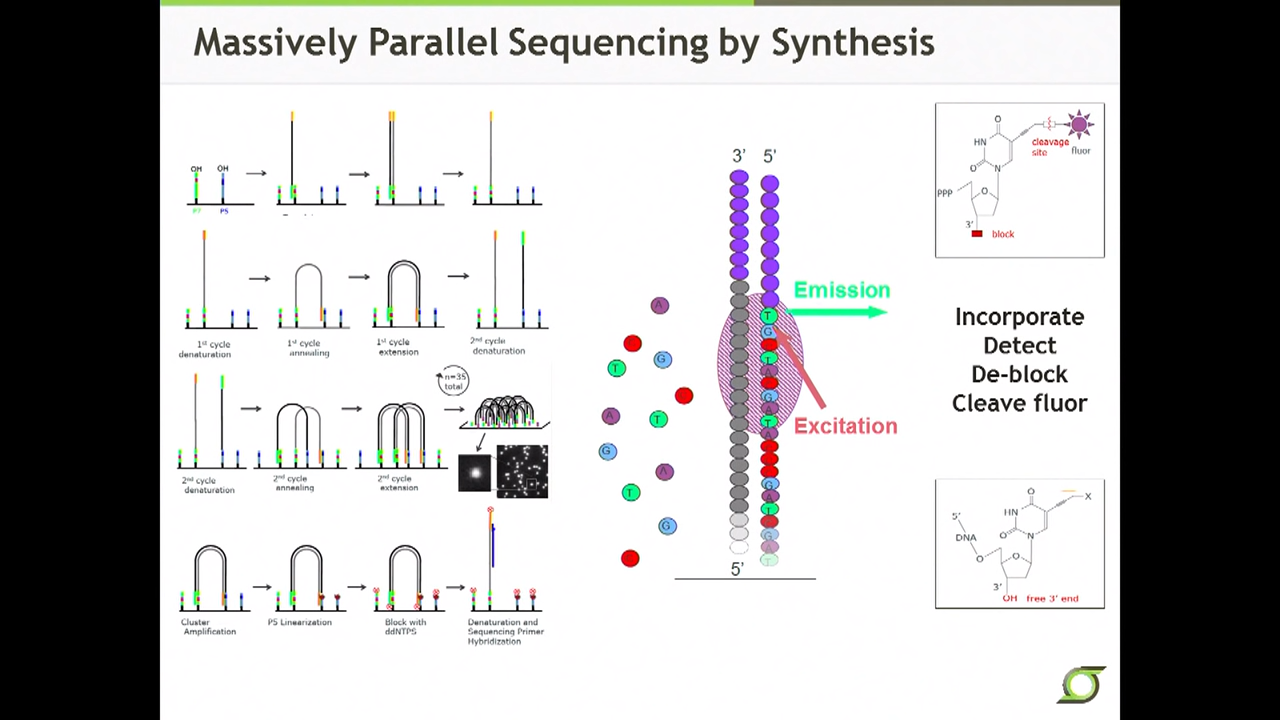 Massively Parallel Sequencing by Synthesis
OH
OH
P7
P5
1st cycle
denaturation
1st cycle
annealing
1st cycle
extension
2nd cycle
denaturation
n=35
total
2nd cycle
denaturation
2nd cycle
annealing
2nd cycle
extension
Cluster
Amplification
P5 Linearization
Block with
ddNTPS
Denaturation and
Sequencing Primer
Hybridization
3’
5’
A
T
G
A
T
G
A
T
G
T
G
T
A
G
A
T
A
G
A
T
G
A
T
5’
Emission
Excitation
O
HN
O
N
cleavage
site
fluor
PPP
O
3’
block
Incorporate
Detect
De-block
Cleave fluor
O
X
HN
5’
O
N
DNA
O
O
3’
OH
free 3’ end